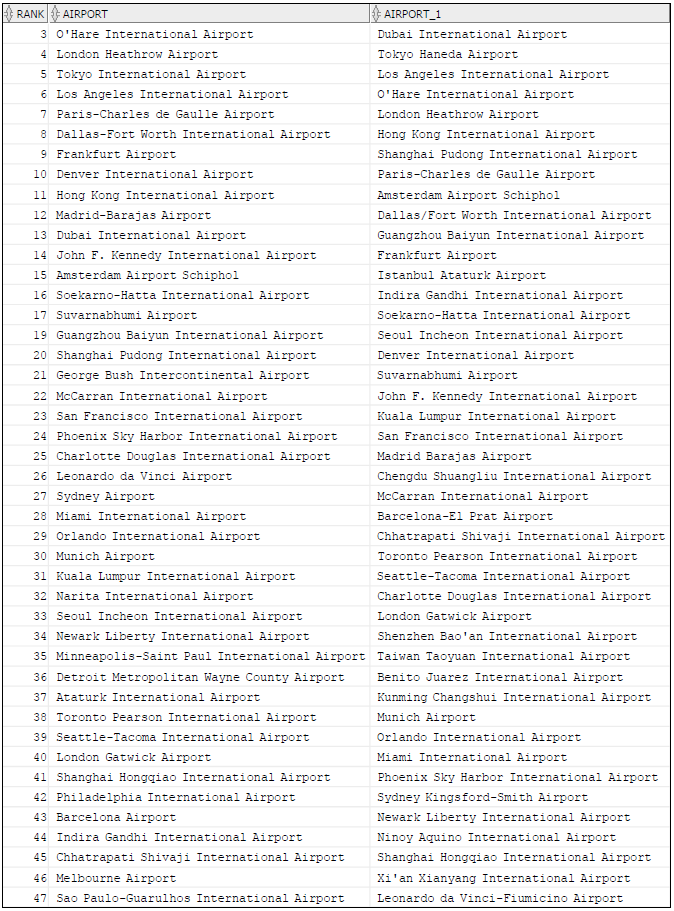 RANK AIRPORT AIRPORT_1
3 O'Hare International Airport Dubai International Airport
4 London Heathrow Airport Tokyo Haneda Airport
5 Tokyo International Airport Los Angeles International Airport
6 Los Angeles International Airport O'Hare International Airport
7 Paris-Charles de Gaulle Airport London Heathrow Airport
8 Dallas-Fort Worth International Airport Hong Kong International Airport
9 Frankfurt Airport Shanghai Pudong International Airport
10 Denver International Airport Paris-Charles de Gaulle Airport
11 Hong Kong International Airport Amsterdam Airport Schiphol
12 Madrid-Barajas Airport Dallas/Fort Worth International Airport
13 Dubai International Airport Guangzhou Baiyun International Airport
14 John F. Kennedy International Airport Frankfurt Airport
15 Amsterdam Airport Schiphol Istanbul Ataturk Airport
16 Soekarno-Hatta International Airport Indira Gandhi International Airport
17 Suvarnabhumi Airport Soekarno-Hatta International Airport
19 Guangzhou Baiyun International Airport Seoul Incheon International Airport
20 Shanghai Pudong International Airport Denver International Airport
21 George Bush Intercontinental Airport Suvarnabhumi Airport
22 McCarran International Airport John F. Kennedy International Airport
23 San Francisco International Airport Kuala Lumpur International Airport
24 Phoenix Sky Harbor International Airport San Francisco International Airport
25 Charlotte Douglas International Airport Madrid Barajas Airport
26 Leonardo da Vinci Airport Chengdu Shuangliu International Airport
27 Sydney Airport McCarran International Airport
28 Miami International Airport Barcelona-El Prat Airport
29 Orlando International Airport Chhatrapati Shivaji International Airport
30 Munich Airport Toronto Pearson International Airport
31 Kuala Lumpur International Airport Seattle-Tacoma International Airport
32 Narita International Airport Charlotte Douglas International Airport
33 Seoul Incheon International Airport London Gatwick Airport
34 Newark Liberty International Airport Shenzhen Bao'an International Airport
35 Minneapolis-Saint Paul International Airport Taiwan Taoyuan International Airport
36 Detroit Metropolitan Wayne County Airport Benito Juarez International Airport
37 Ataturk International Airport Kunming Changshui International Airport
38 Toronto Pearson International Airport Munich Airport
39 Seattle-Tacoma International Airport Orlando International Airport
40 London Gatwick Airport Miami International Airport
41 Shanghai Hongqiao International Airport Phoenix Sky Harbor International Airport
42 Philadelphia International Airport Sydney Kingsford-Smith Airport
43 Barcelona Airport Newark Liberty International Airport
44 Indira Gandhi International Airport Ninoy Aquino International Airport
45 Chhatrapati Shivaji International Airport Shanghai Hongqiao International Airport
46 Melbourne Airport Xi'an Xianyang International Airport
47 Sao Paulo-Guarulhos International Airport Leonardo da Vinci-Fiumicino Airport